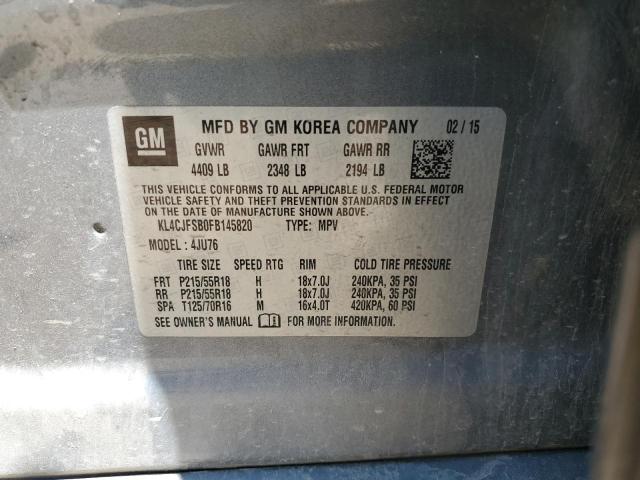 GM
MFD BY GM KOREA COMPANY 02 / 15
GVWR GAWR FRT GAWR RR
4409 LB 2348 LB 2194 LB
THIS VEHICLE CONFORMS TO ALL APPLICABLE U.S. FEDERAL MOTOR
VEHICLE SAFETY AND THEFT PREVENTION STANDARDS IN EFFECT ON
THE DATE OF MANUFACTURE SHOWN ABOVE.
KL4CJFSB0FB145820 TYPE: MPV
MODEL : 4JU76
TIRE SIZE SPEED RTG RIM COLD TIRE PRESSURE
FRT P215/55R18 H 18x7.0J 240KPA, 35 PSI
RR P215/55R18 H 18x7.0J 240KPA, 35 PSI
SPA T125/70R16 M 16x4.0T 420KPA, 60 PSI
SEE OWNER'S MANUAL FOR MORE INFORMATION.